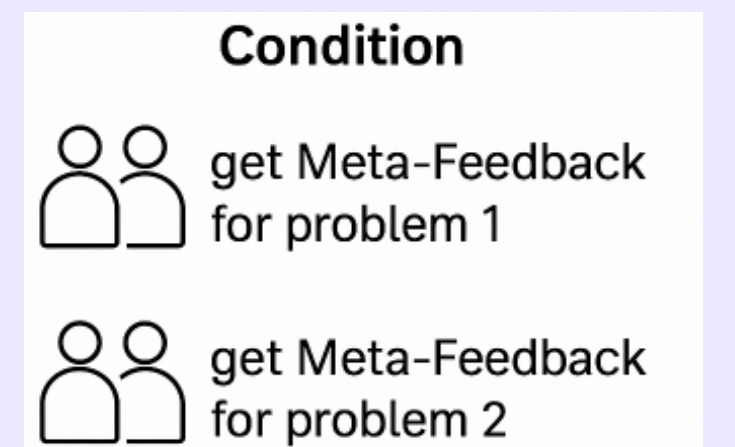 Condition
get Meta-Feedback
for problem 1
get Meta-Feedback
for problem 2